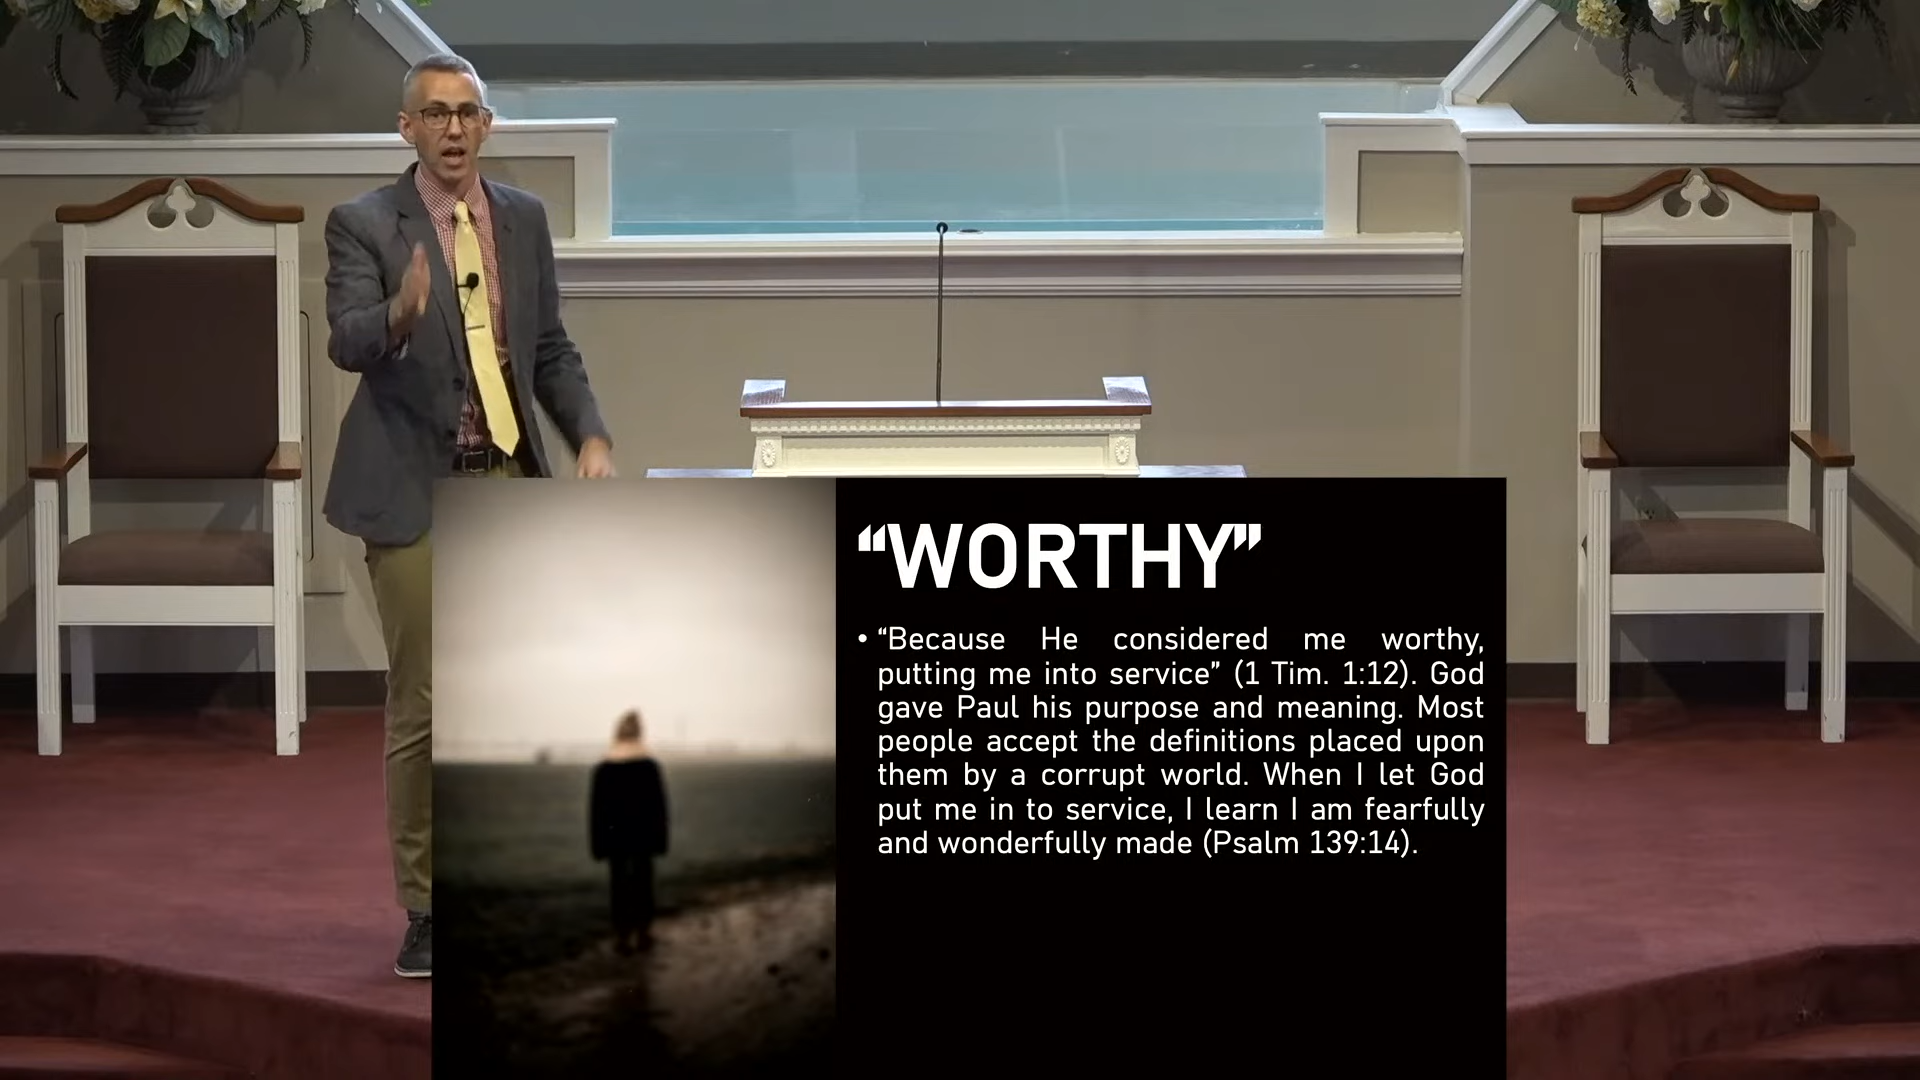 “WORTHY”
• “Because He considered me worthy,
putting me into service” (1 Tim. 1:12). God
gave Paul his purpose and meaning. Most
people accept the definitions placed upon
them by a corrupt world. When I let God
put me in to service, I learn I am fearfully
and wonderfully made (Psalm 139:14).